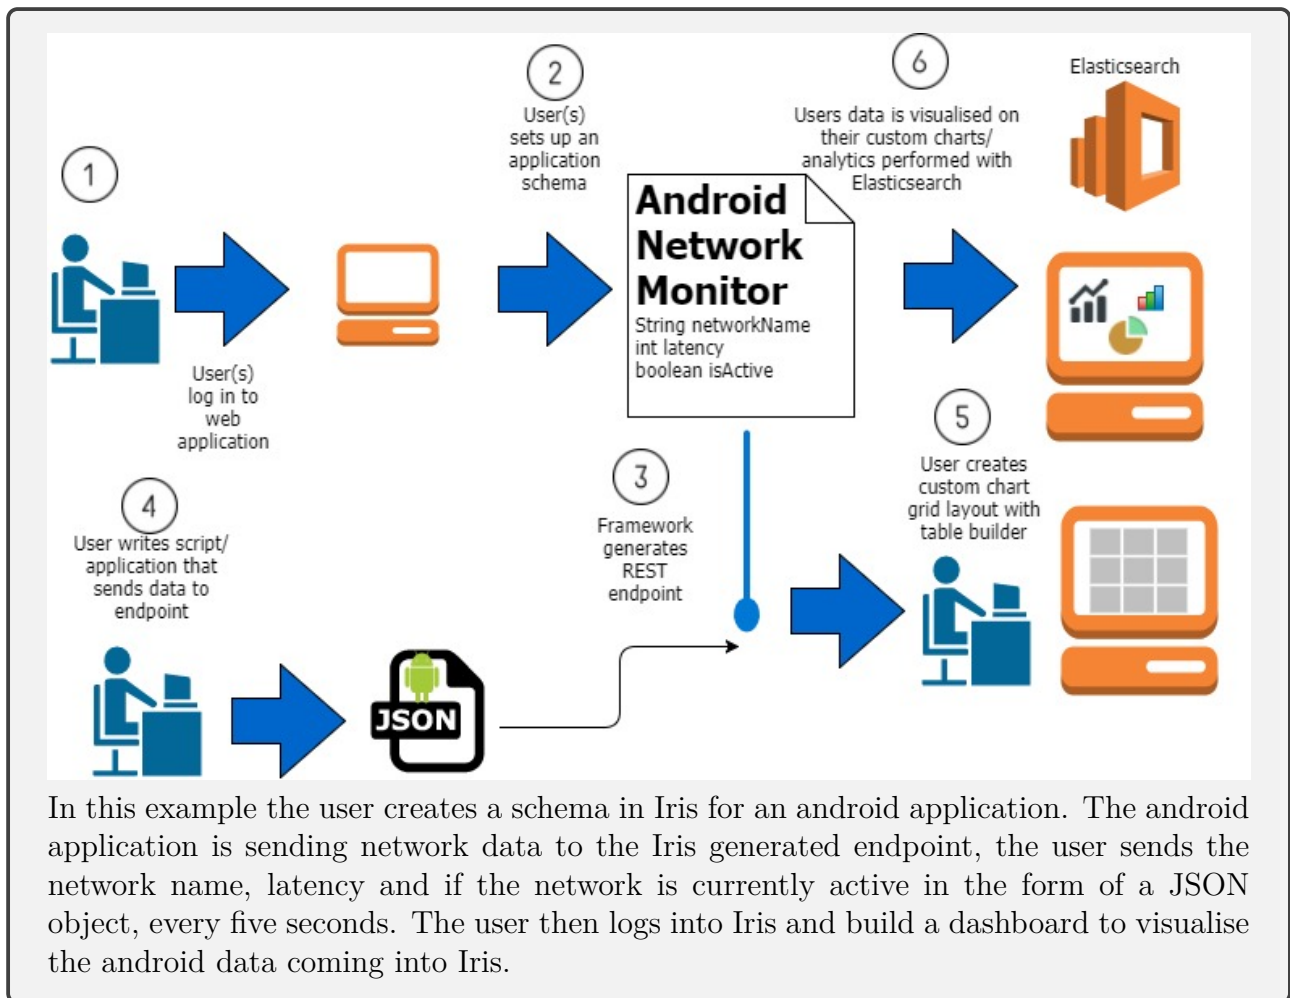 1
User(s)
log in to
web
application
2
User(s)
sets up an
application
schema
Android
Network
Monitor
String networkName
int latency
boolean isActive
6
Users data is visualised on
their custom charts/
analytics performed with
Elasticsearch
Elasticsearch
3
Framework
generates
REST
endpoint
4
User writes script/
application that
sends data to
endpoint
JSON
5
User creates
custom chart
grid layout with
table builder
In this example the user creates a schema in Iris for an android application. The android
application is sending network data to the Iris generated endpoint, the user sends the
network name, latency and if the network is currently active in the form of a JSON
object, every five seconds. The user then logs into Iris and build a dashboard to visualise
the android data coming into Iris.